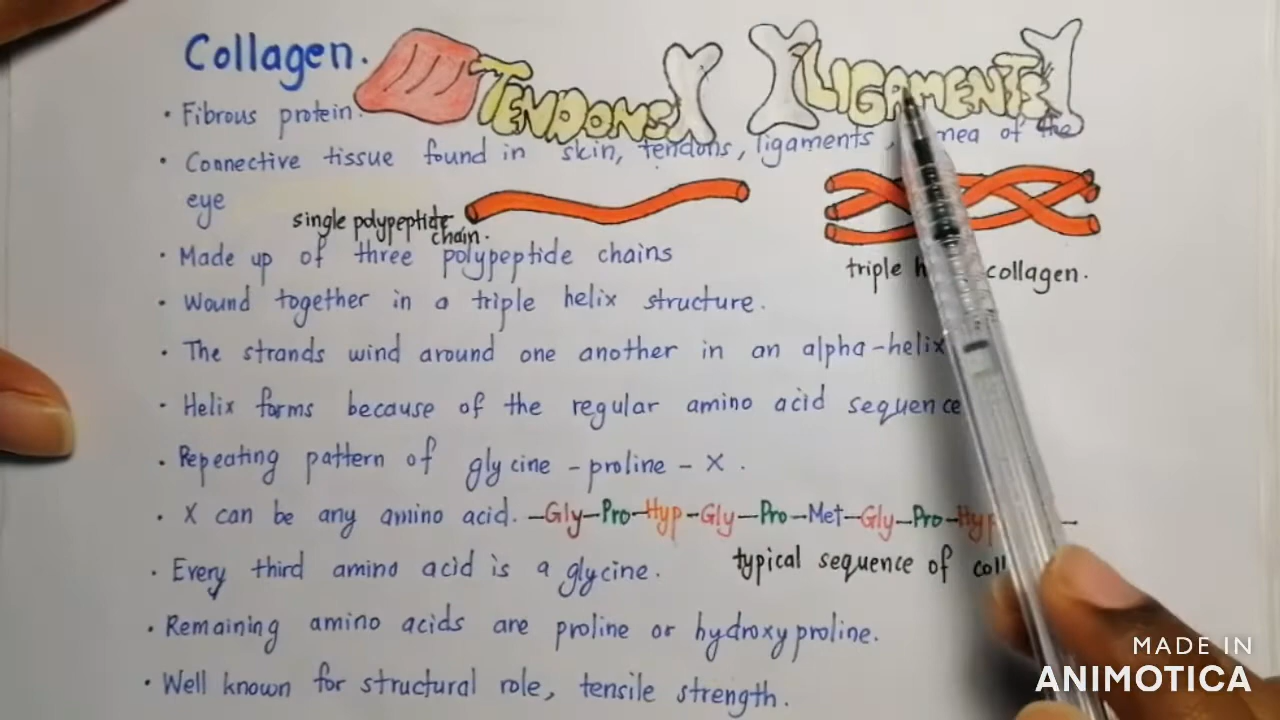 Collagen.
TENDONS
LIGAMENTS
• Fibrous protein.
• Connective tissue found in skin, tendons, ligaments, of the
eye
single polypeptide
chain.
• Made up of three polypeptide chains
triple collagen.
• Wound together in a triple helix structure.
• The strands wind around one another in an alpha-helix
• Helix forms because of the regular amino acid sequence
• Repeating pattern of glycine - proline - X.
• X can be any amino acid. -Gly-Pro-Hyp-Gly-Pro-Met-Gly-Pro-Hyp
typical sequence of
• Every third amino acid is a glycine.
• Remaining amino acids are proline or hydroxyproline.
• Well known for structural role, tensile strength.
MADE IN
ANIMOTICA